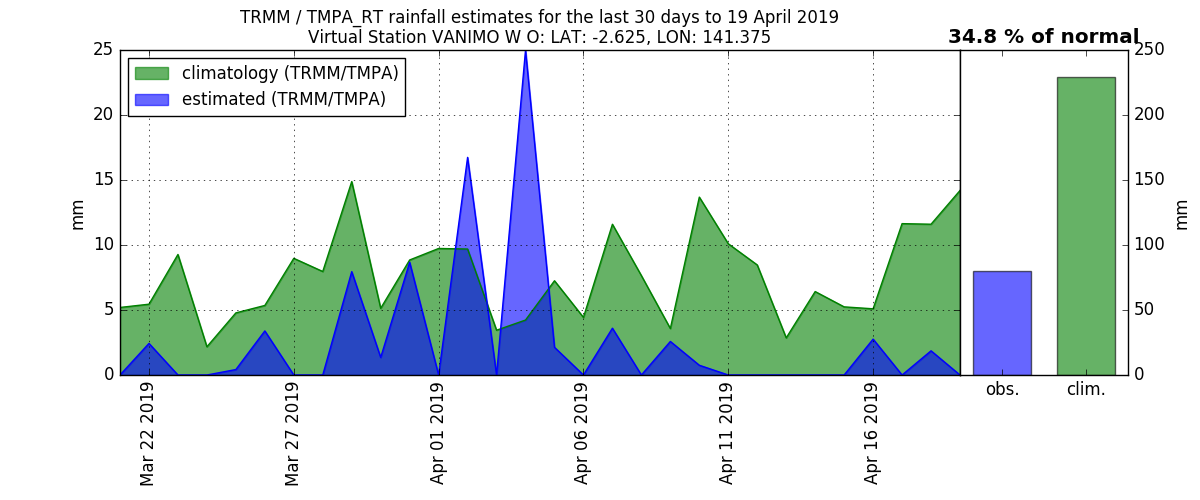 TRMM / TMPA_RT rainfall estimates for the last 30 days to 19 April 2019
Virtual Station VANIMO W O: LAT: -2.625, LON: 141.375
34.8 % of normal
climatology (TRMM/TMPA)
estimated (TRMM/TMPA)
25
20
15
10
5
0
mm
Mar 22 2019
Mar 27 2019
Apr 01 2019
Apr 06 2019
Apr 11 2019
Apr 16 2019
obs.
clim.
250
200
150
100
50
0
mm